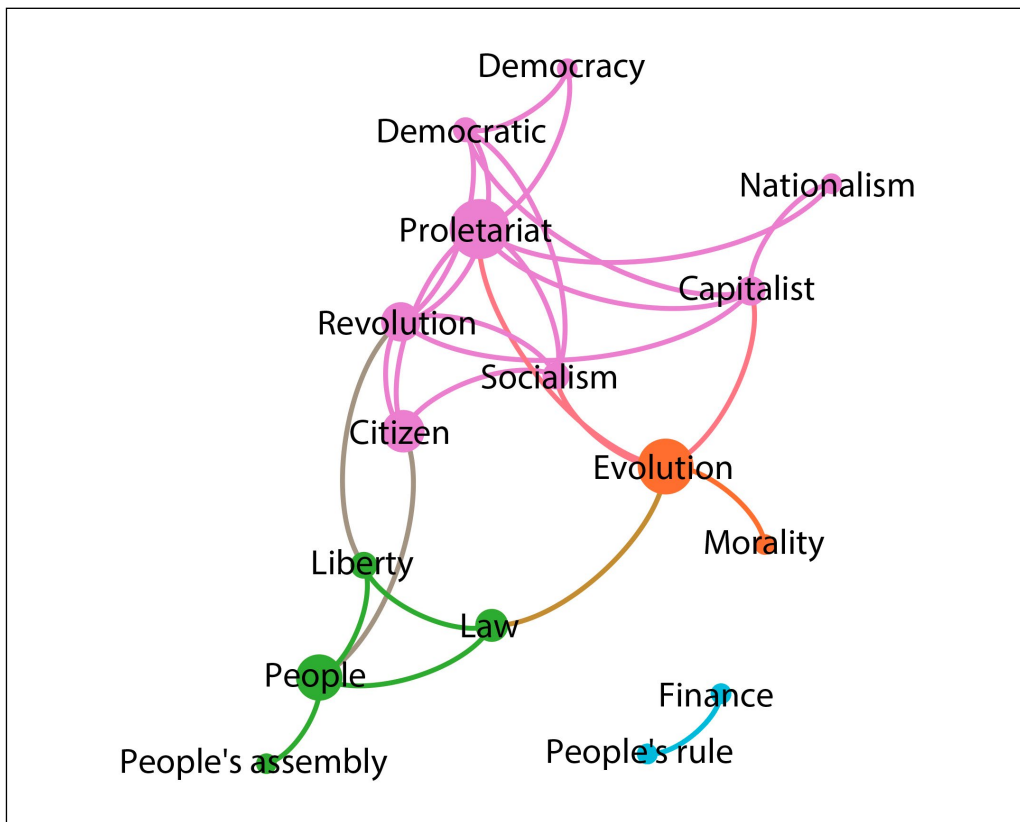 Democracy
Democratic
Nationalism
Proletariat
Capitalist
Revolution
Socialism
Citizen
Evolution
Morality
Liberty
Law
People
Finance
People's rule
People's assembly